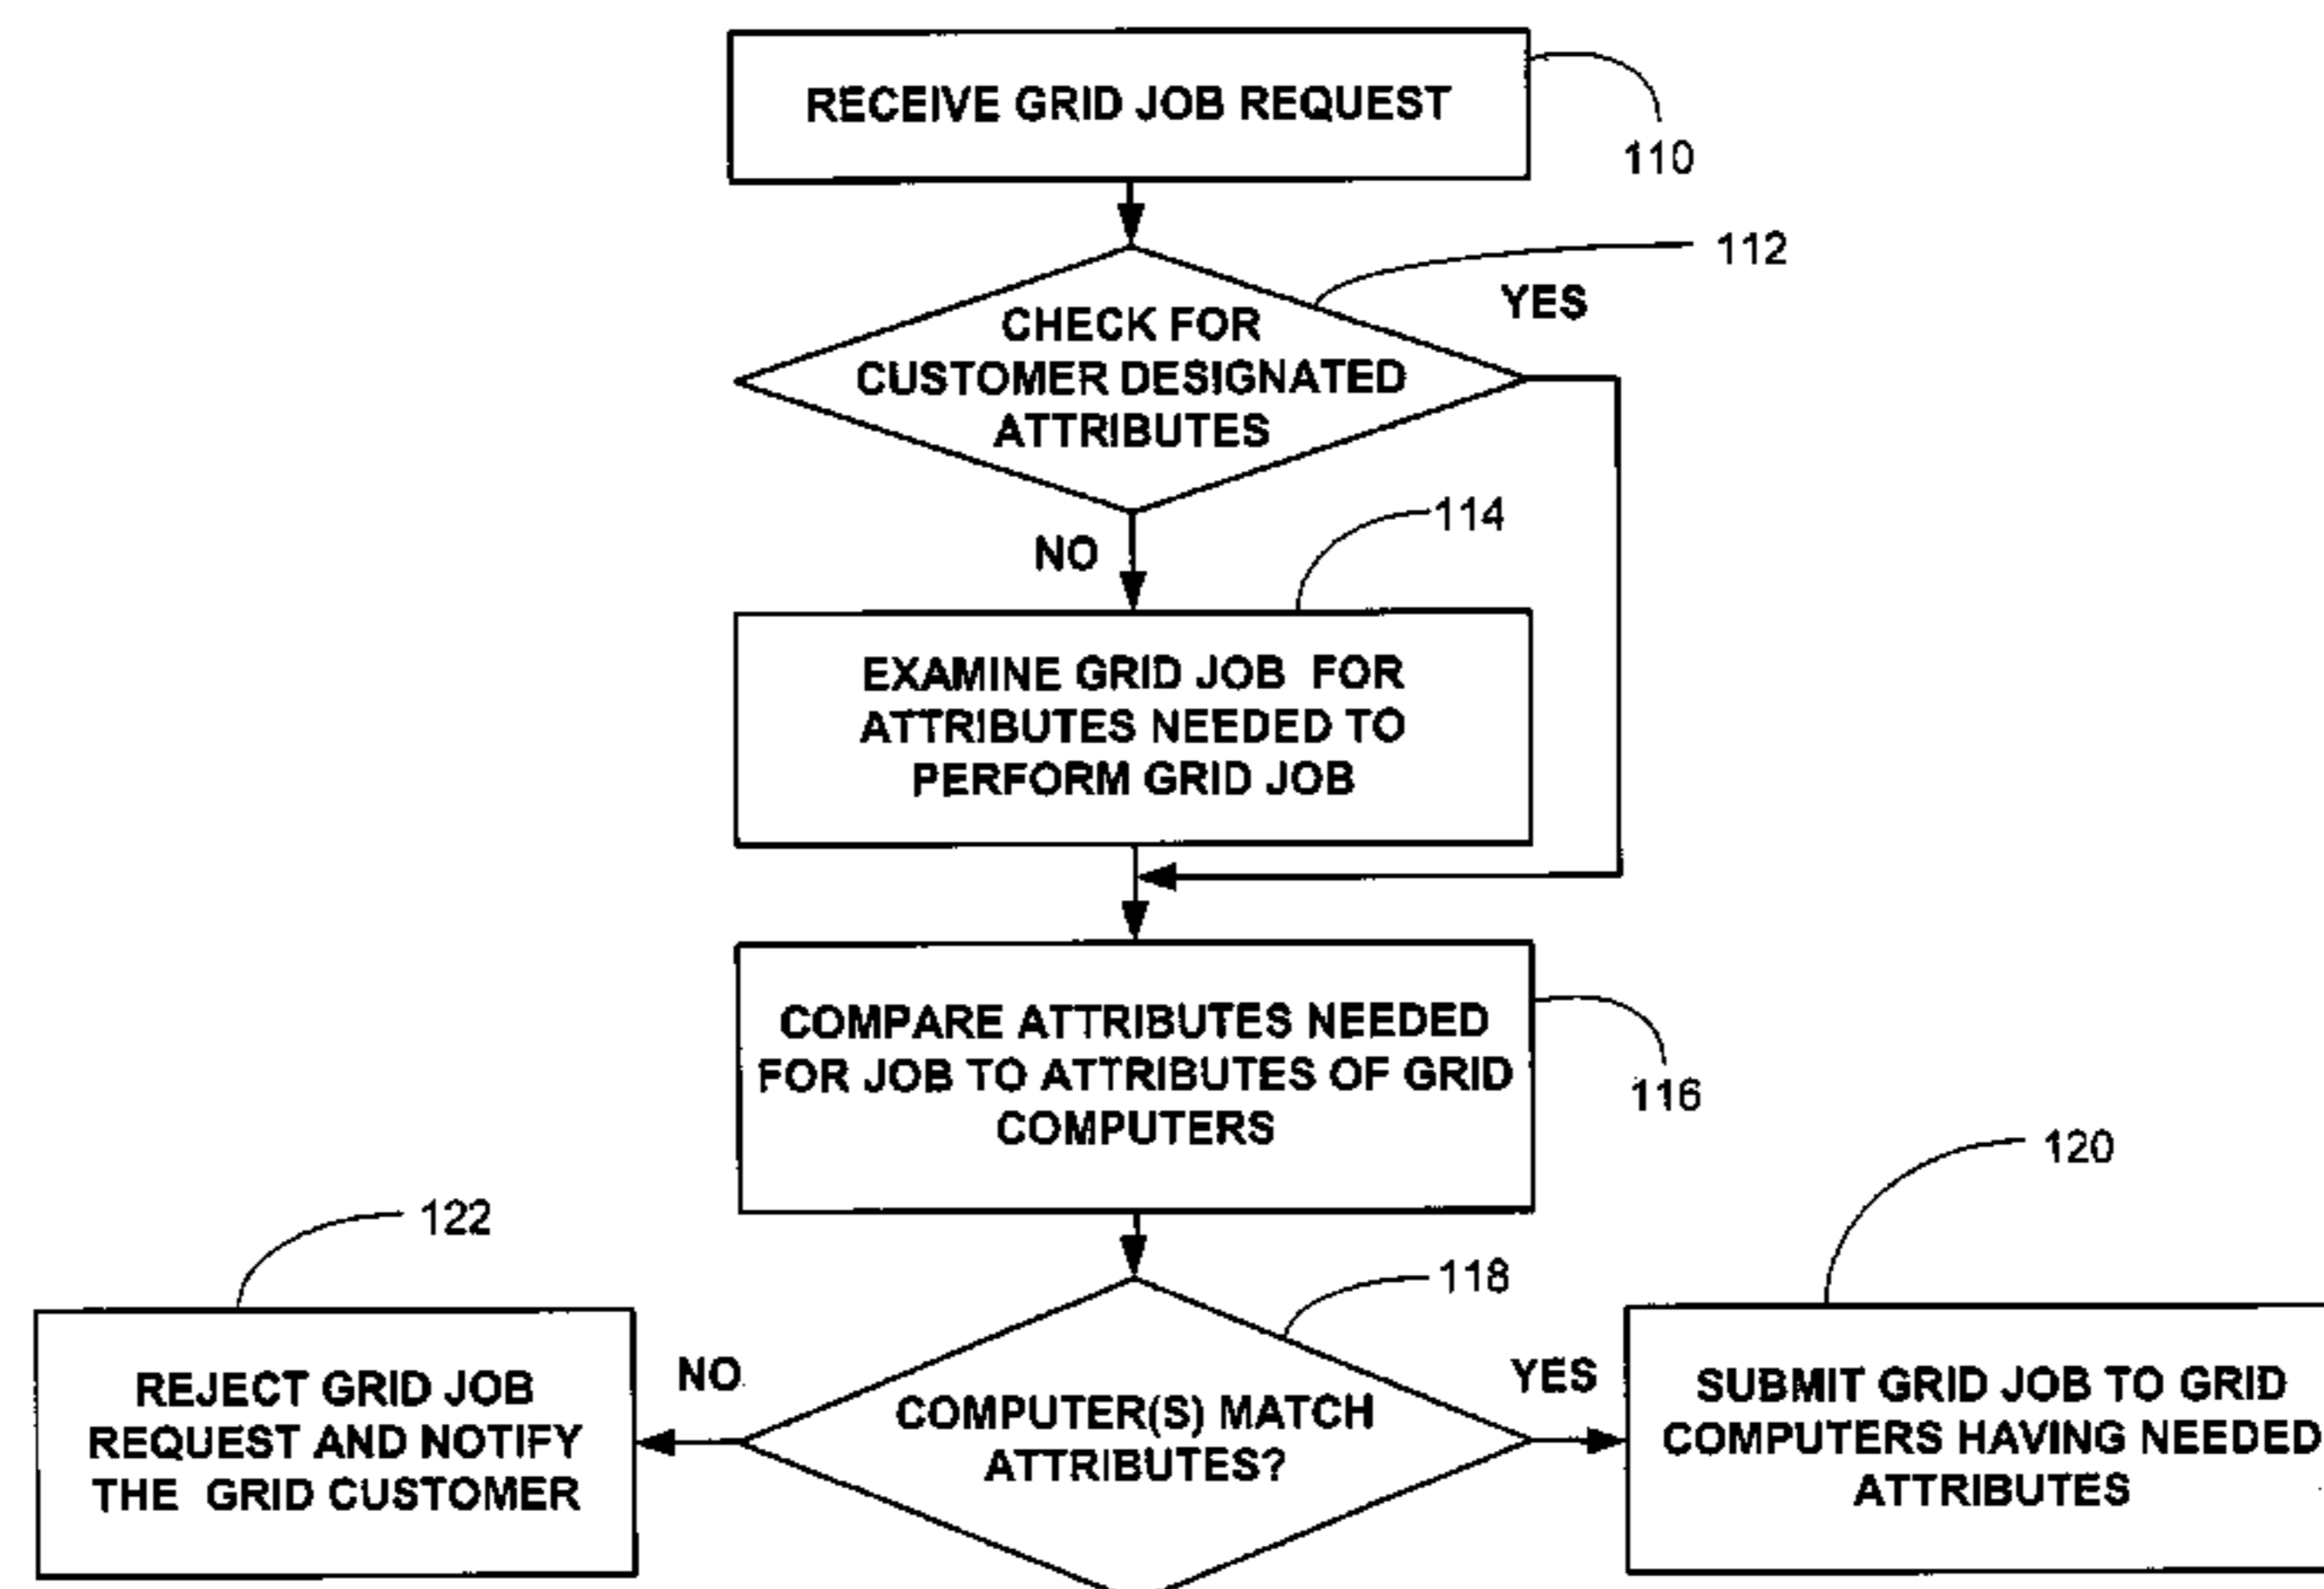 RECEIVE GRID JOB REQUEST
110
112
YES
CHECK FOR
CUSTOMER DESIGNATED
ATTRIBUTES
114
NO
EXAMINE GRID JOB FOR
ATTRIBUTES NEEDED TO
PERFORM GRID JOB
COMPARE ATTRIBUTES NEEDED
FOR JOB TO ATTRIBUTES OF GRID
COMPUTERS
116
120
122
118
NO
YES
REJECT GRID JOB
REQUEST AND NOTIFY
THE GRID CUSTOMER
COMPUTER(S) MATCH
ATTRIBUTES?
SUBMIT GRID JOB TO GRID
COMPUTERS HAVING NEEDED
ATTRIBUTES